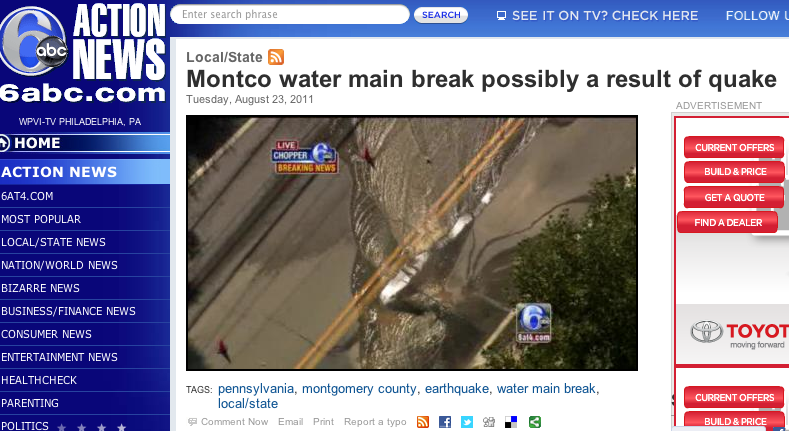 6
abc
ACTION
NEWS
6abc.com
WPVI-TV PHILADELPHIA, PA
HOME
ACTION NEWS
6AT4.COM
MOST POPULAR
LOCAL/STATE NEWS
NATION/WORLD NEWS
BIZARRE NEWS
BUSINESS/FINANCE NEWS
CONSUMER NEWS
ENTERTAINMENT NEWS
HEALTHCHECK
PARENTING
POLITICS
Enter search phrase
SEARCH
SEE IT ON TV? CHECK HERE
FOLLOW U
Local/State
Montco water main break possibly a result of quake
Tuesday, August 23, 2011
LIVE
CHOPPER 6
BREAKING NEWS
6
6at4.com
TAGS: pennsylvania, montgomery county, earthquake, water main break,
local/state
Comment Now Email Print Report a typo
ADVERTISEMENT
CURRENT OFFERS
BUILD & PRICE
GET A QUOTE
FIND A DEALER
TOYOT
moving forward
CURRENT OFFERS
BUILD & PRICE